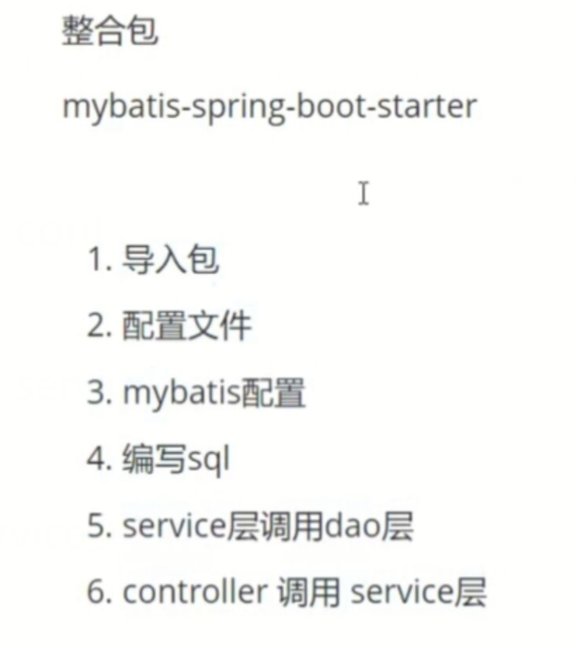 整合包
mybatis-spring-boot-starter
1. 导入包
2. 配置文件
3. mybatis配置
4. 编写sql
5. service层调用dao层
6. controller 调用 service层